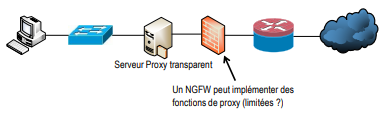 Serveur Proxy transparent
Un NGFW peut implémenter des
fonctions de proxy (limitées ?)